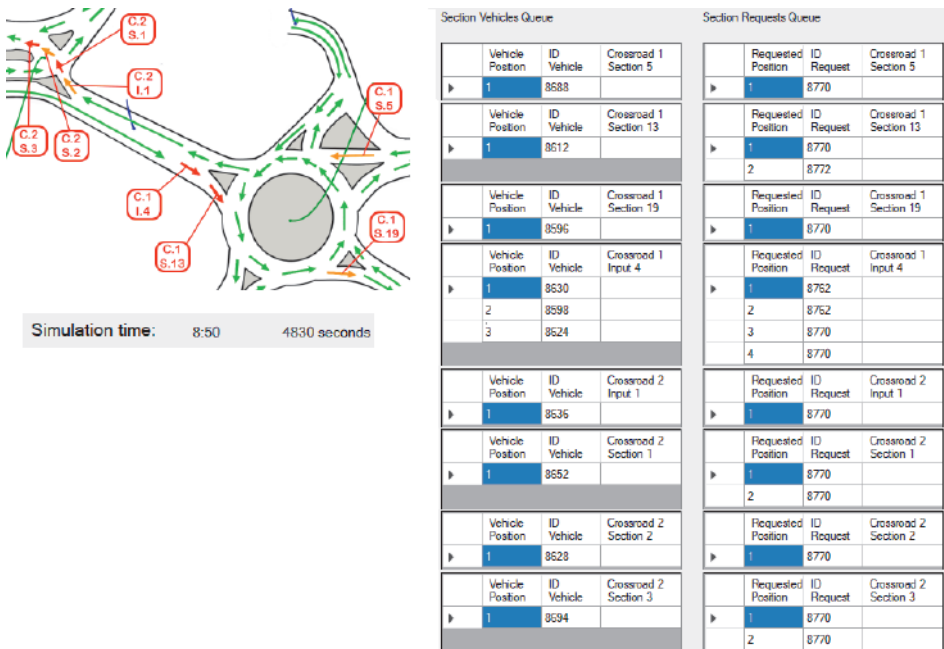 C.2
S.1
C.2
I.1
C.1
S.5
C.2
S.3
C.2
S.2
C.1
I.4
C.1
S.19
C.1
S.13
Simulation time: 8:50 4830 seconds
Section Vehicles Queue
Vehicle Position ID Vehicle Crossroad 1 Section 5
1 8688
Vehicle Position ID Vehicle Crossroad 1 Section 13
1 8612
Vehicle Position ID Vehicle Crossroad 1 Section 19
1 8596
Vehicle Position ID Vehicle Crossroad 1 Input 4
1 8630
2 8598
3 8624
Vehicle Position ID Vehicle Crossroad 2 Input 1
1 8636
Vehicle Position ID Vehicle Crossroad 2 Section 1
1 8652
Vehicle Position ID Vehicle Crossroad 2 Section 2
1 8628
Vehicle Position ID Vehicle Crossroad 2 Section 3
1 8694
Section Requests Queue
Requested Position ID Request Crossroad 1 Section 5
1 8770
Requested Position ID Request Crossroad 1 Section 13
1 8770
2 8772
Requested Position ID Request Crossroad 1 Section 19
1 8770
Requested Position ID Request Crossroad 1 Input 4
1 8762
2 8762
3 8770
4 8770
Requested Position ID Request Crossroad 2 Input 1
1 8770
Requested Position ID Request Crossroad 2 Section 1
1 8770
2 8770
Requested Position ID Request Crossroad 2 Section 2
1 8770
Requested Position ID Request Crossroad 2 Section 3
1 8770
2 8770